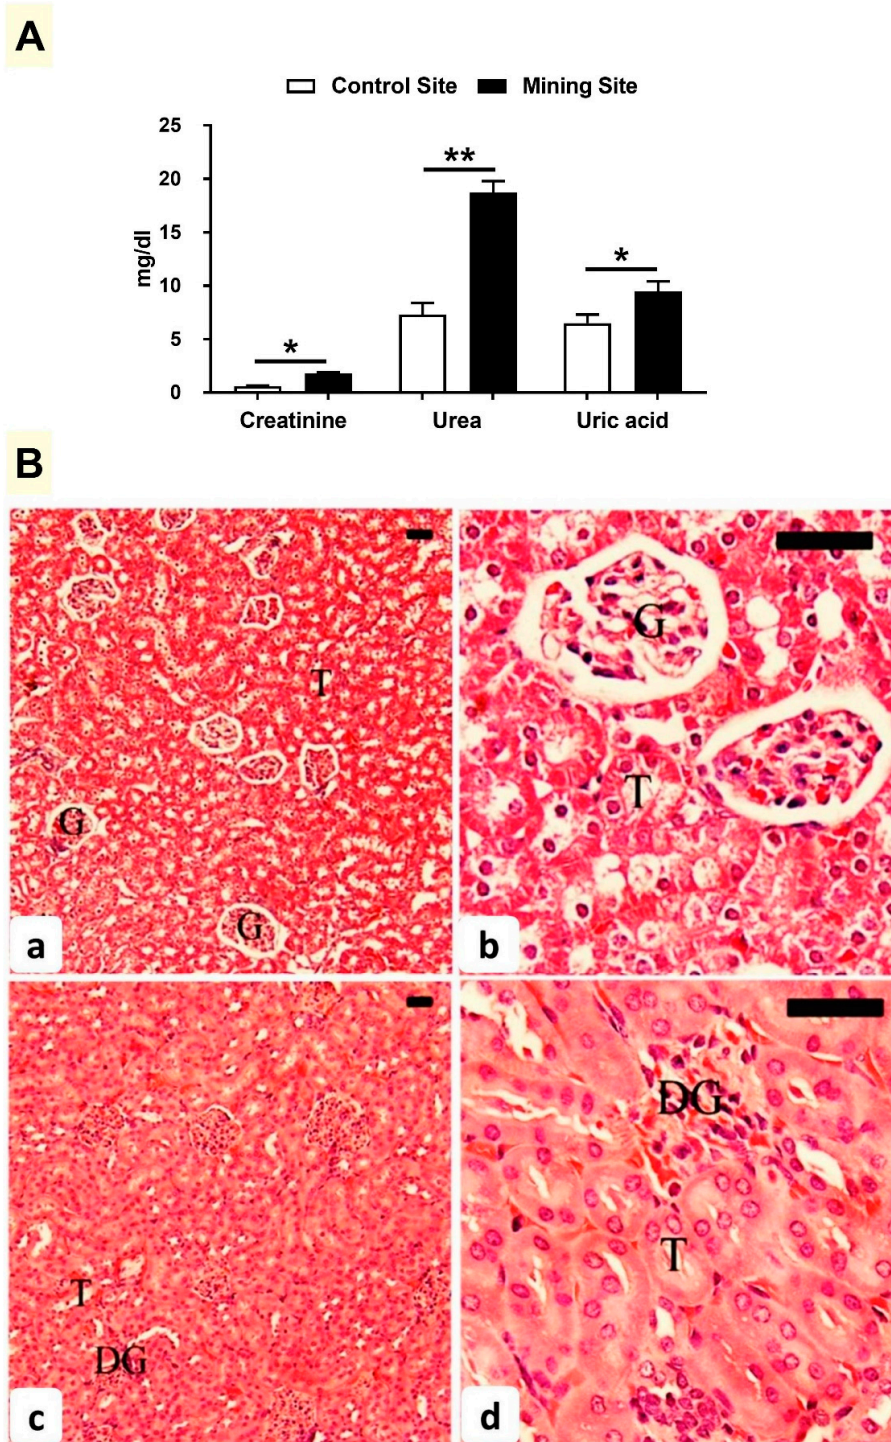 A
Control Site Mining Site
25
20
15
10
5
0
mg/dl
*
**
*
Creatinine Urea Uric acid
B
T
G
G
a
G
T
b
T
DG
c
DG
T
d